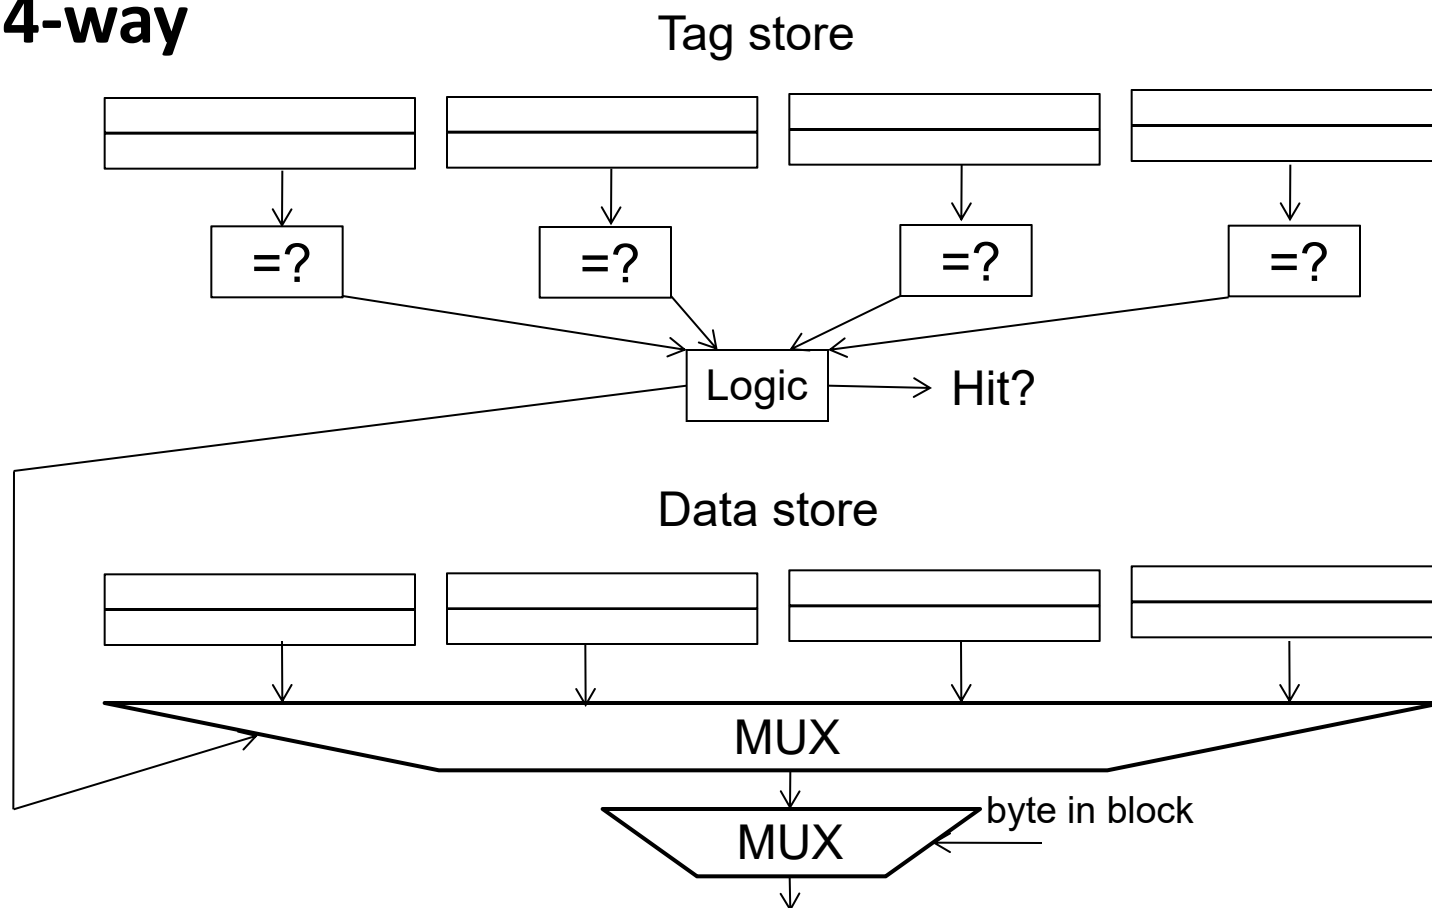 4-way
Tag store
=? =? =? =?
Logic
Hit?
Data store
MUX
byte in block
MUX